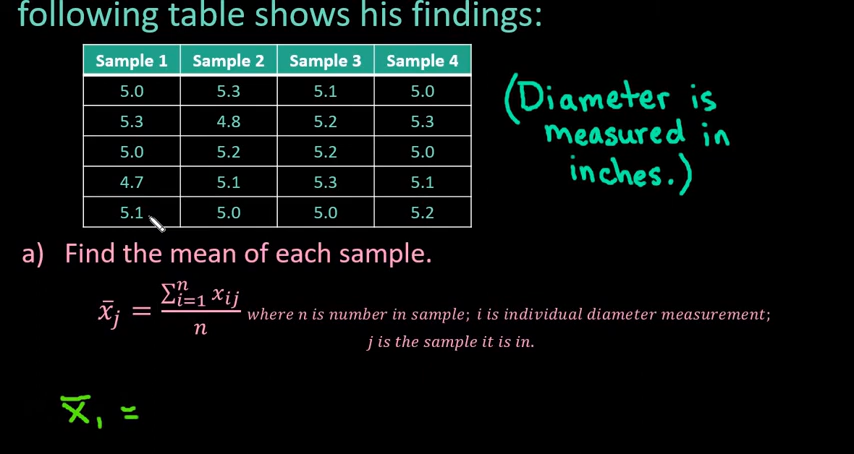 following table shows his findings:
Sample 1 Sample 2 Sample 3 Sample 4
5.0 5.3 5.1 5.0
5.3 4.8 5.2 5.3
5.0 5.2 5.2 5.0
4.7 5.1 5.3 5.1
5.1 5.0 5.0 5.2
(Diameter is
measured in
inches.)
a) Find the mean of each sample.
x̄ⱼ = ∑ⁿᵢ₌₁ xᵢⱼ / n where n is number in sample; i is individual diameter measurement;
j is the sample it is in.
x̄₁ =